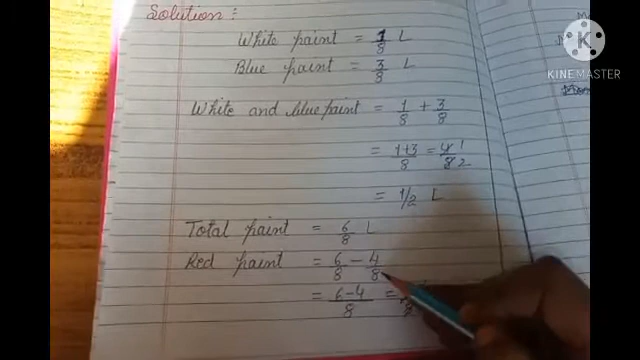 Solution :
White paint = 1/8 L
Blue paint = 3/8 L
White and blue paint = 1/8 + 3/8
= 1+3/8 = 4/8 1 2
= 1/2 L
Total paint = 6/8 L
Red paint = 6/8 - 4/8
= 6-4/8 =
K
KINEMASTER